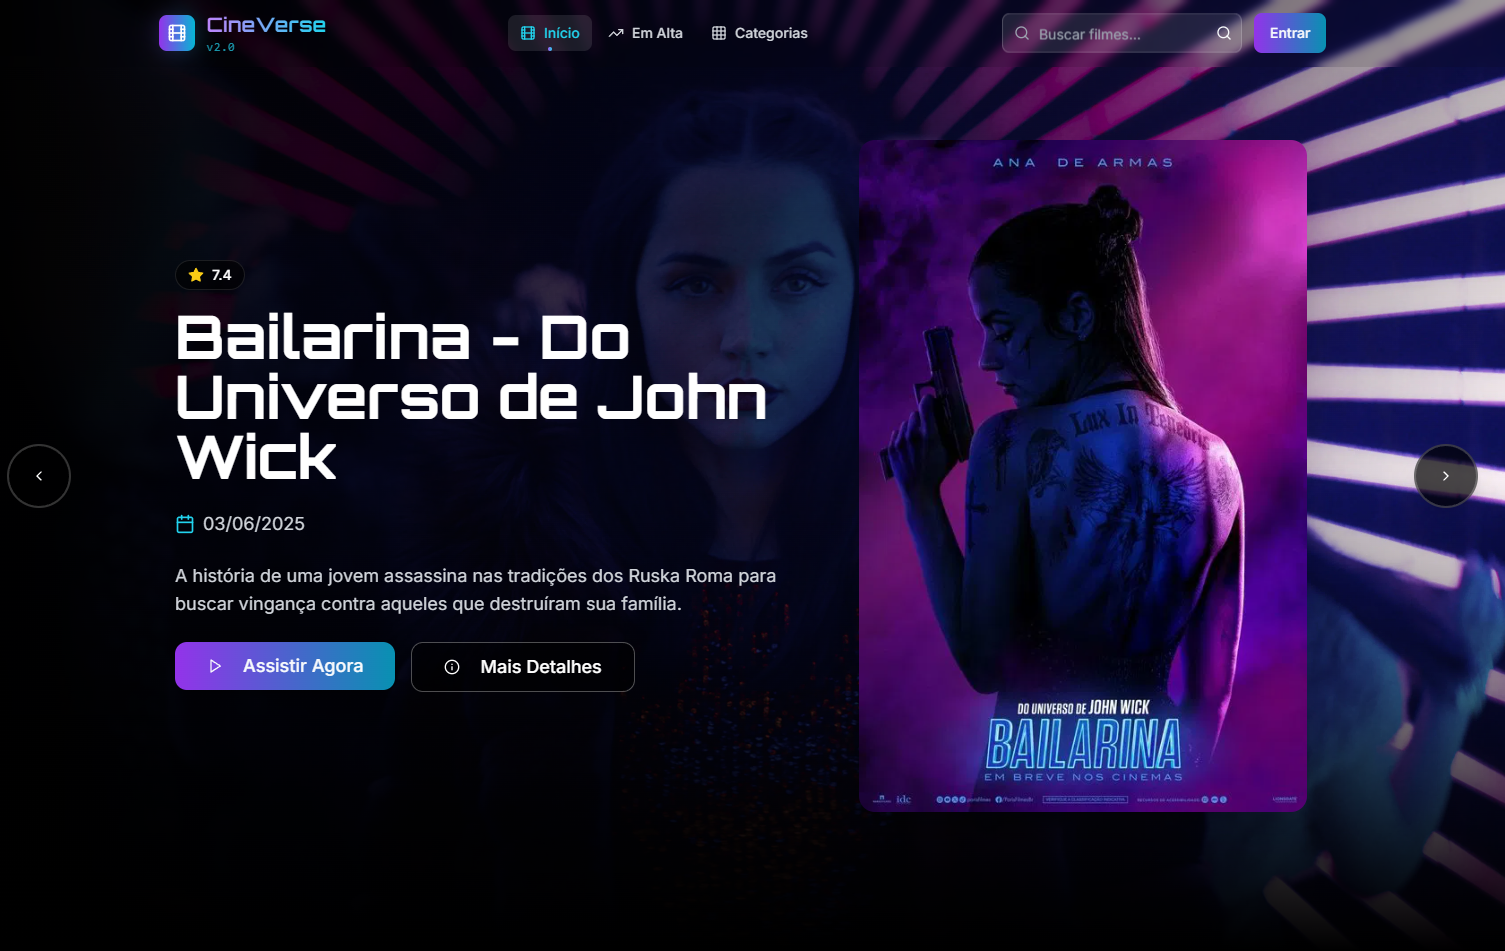 CineVerse
v2.0
Início
Em Alta
Categorias
Buscar filmes...
Entrar
7.4
Bailarina - Do
Universo de John
Wick
03/06/2025
A história de uma jovem assassina nas tradições dos Ruska Roma para
buscar vingança contra aqueles que destruíram sua família.
Assistir Agora
Mais Detalhes
ANA DE ARMAS
Lux In Tenebris
DO UNIVERSO DE JOHN WICK
BAILARINA
EM BREVE NOS CINEMAS